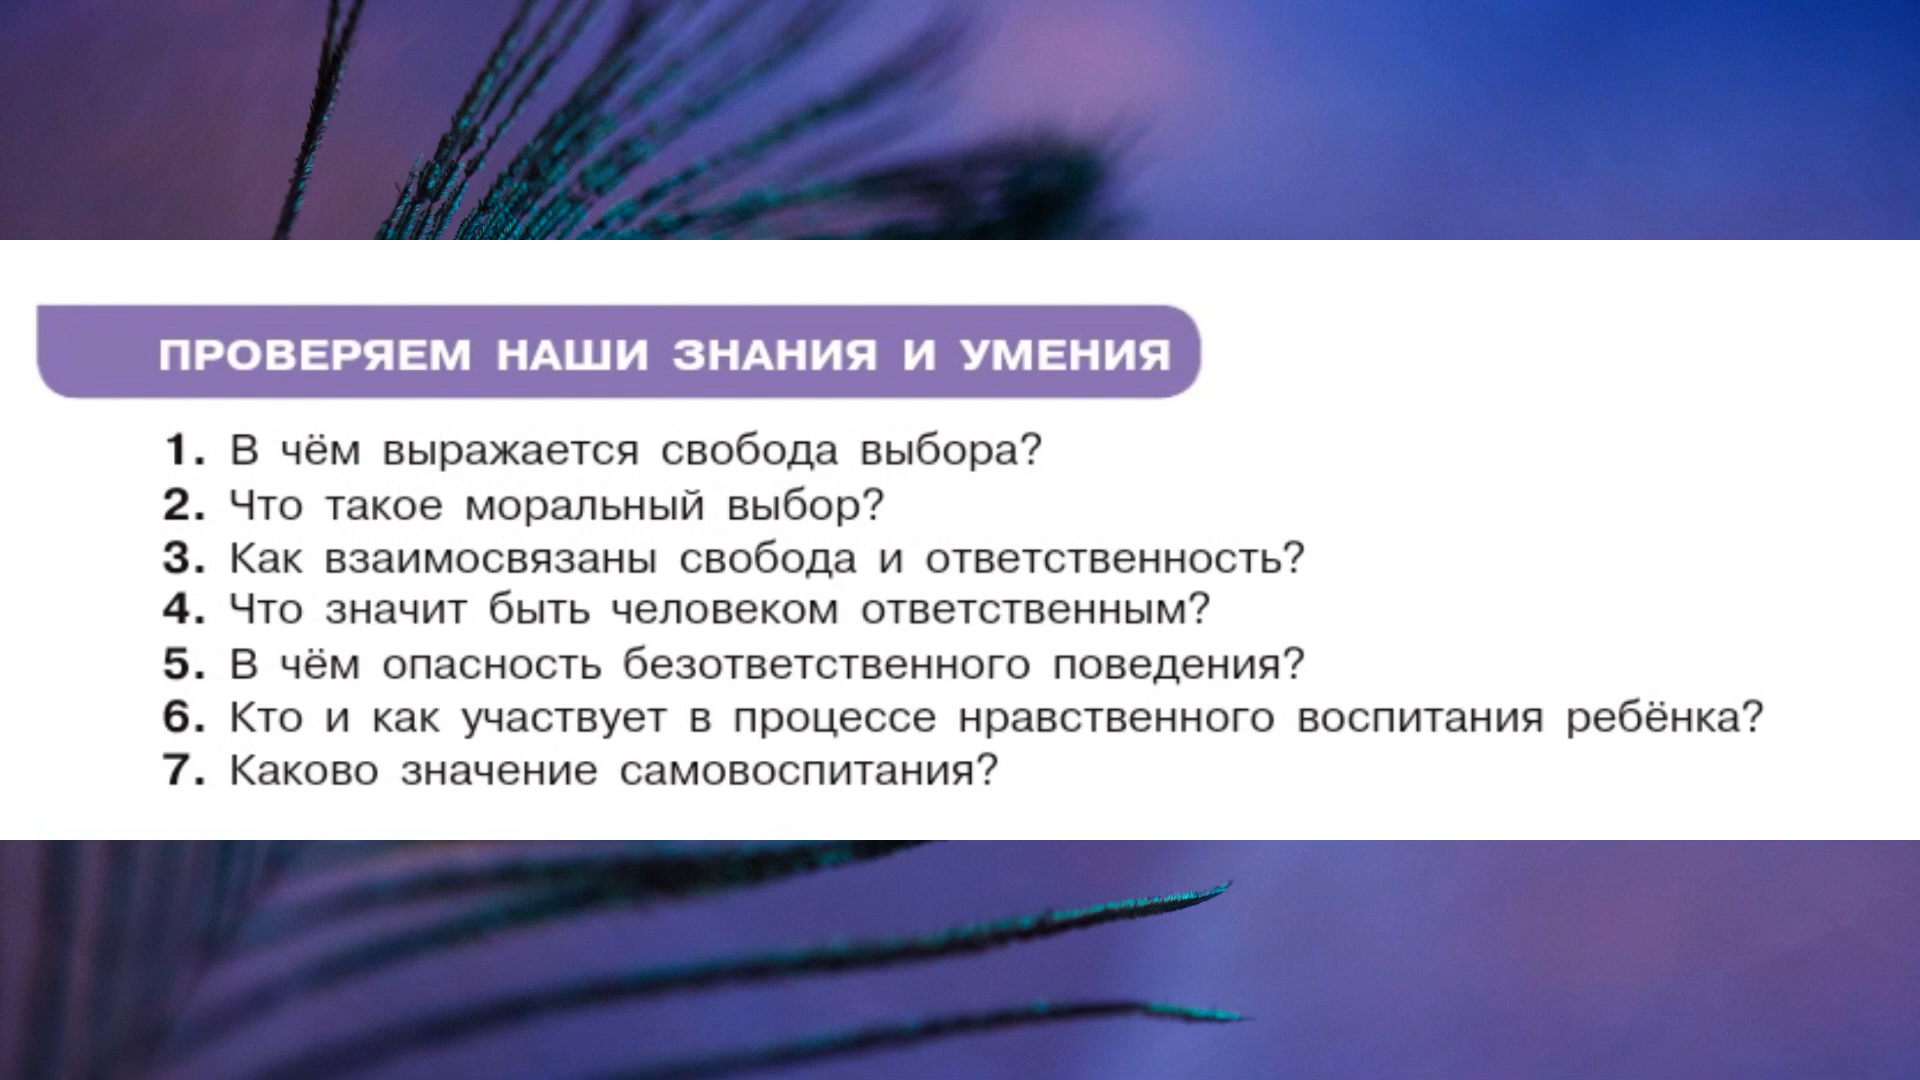 ПРОВЕРЯЕМ НАШИ ЗНАНИЯ И УМЕНИЯ
1. В чём выражается свобода выбора?
2. Что такое моральный выбор?
3. Как взаимосвязаны свобода и ответственность?
4. Что значит быть человеком ответственным?
5. В чём опасность безответственного поведения?
6. Кто и как участвует в процессе нравственного воспитания ребёнка?
7. Каково значение самовоспитания?